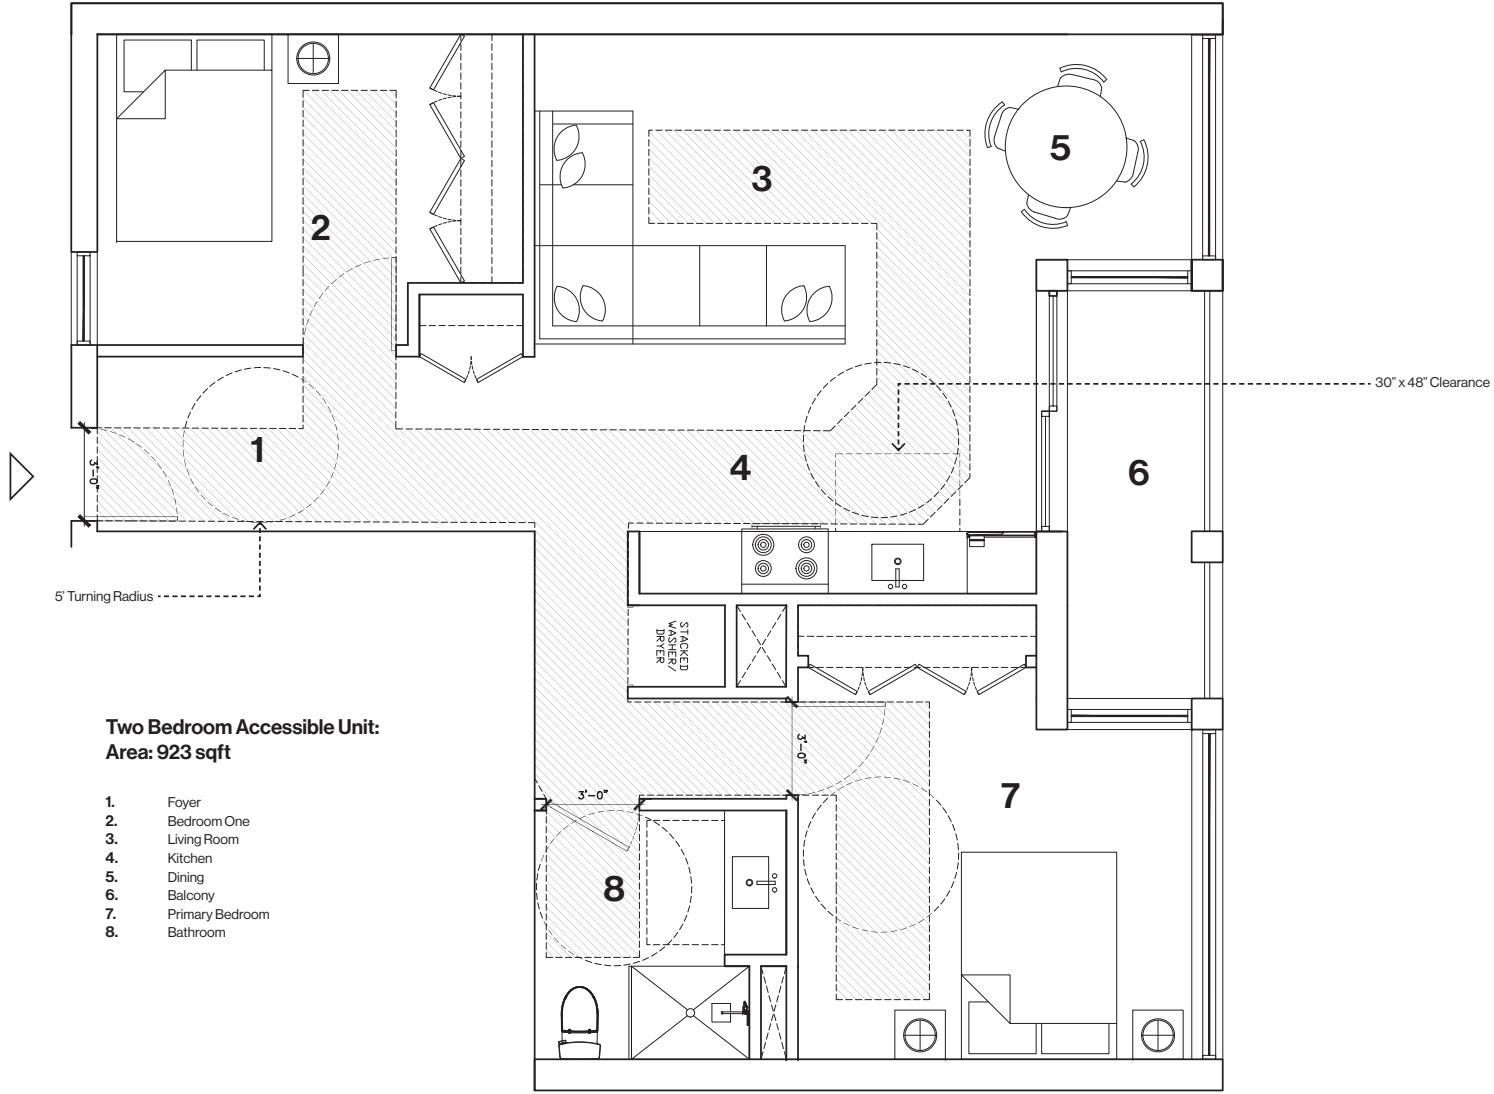 2
3
5
1
4
6
30" x 48" Clearance
3'-0"
5' Turning Radius
STACKED
WASHER/
DRYER
Two Bedroom Accessible Unit:
Area: 923 sqft
3'-0"
3'-0"
7
8
1. Foyer
2. Bedroom One
3. Living Room
4. Kitchen
5. Dining
6. Balcony
7. Primary Bedroom
8. Bathroom